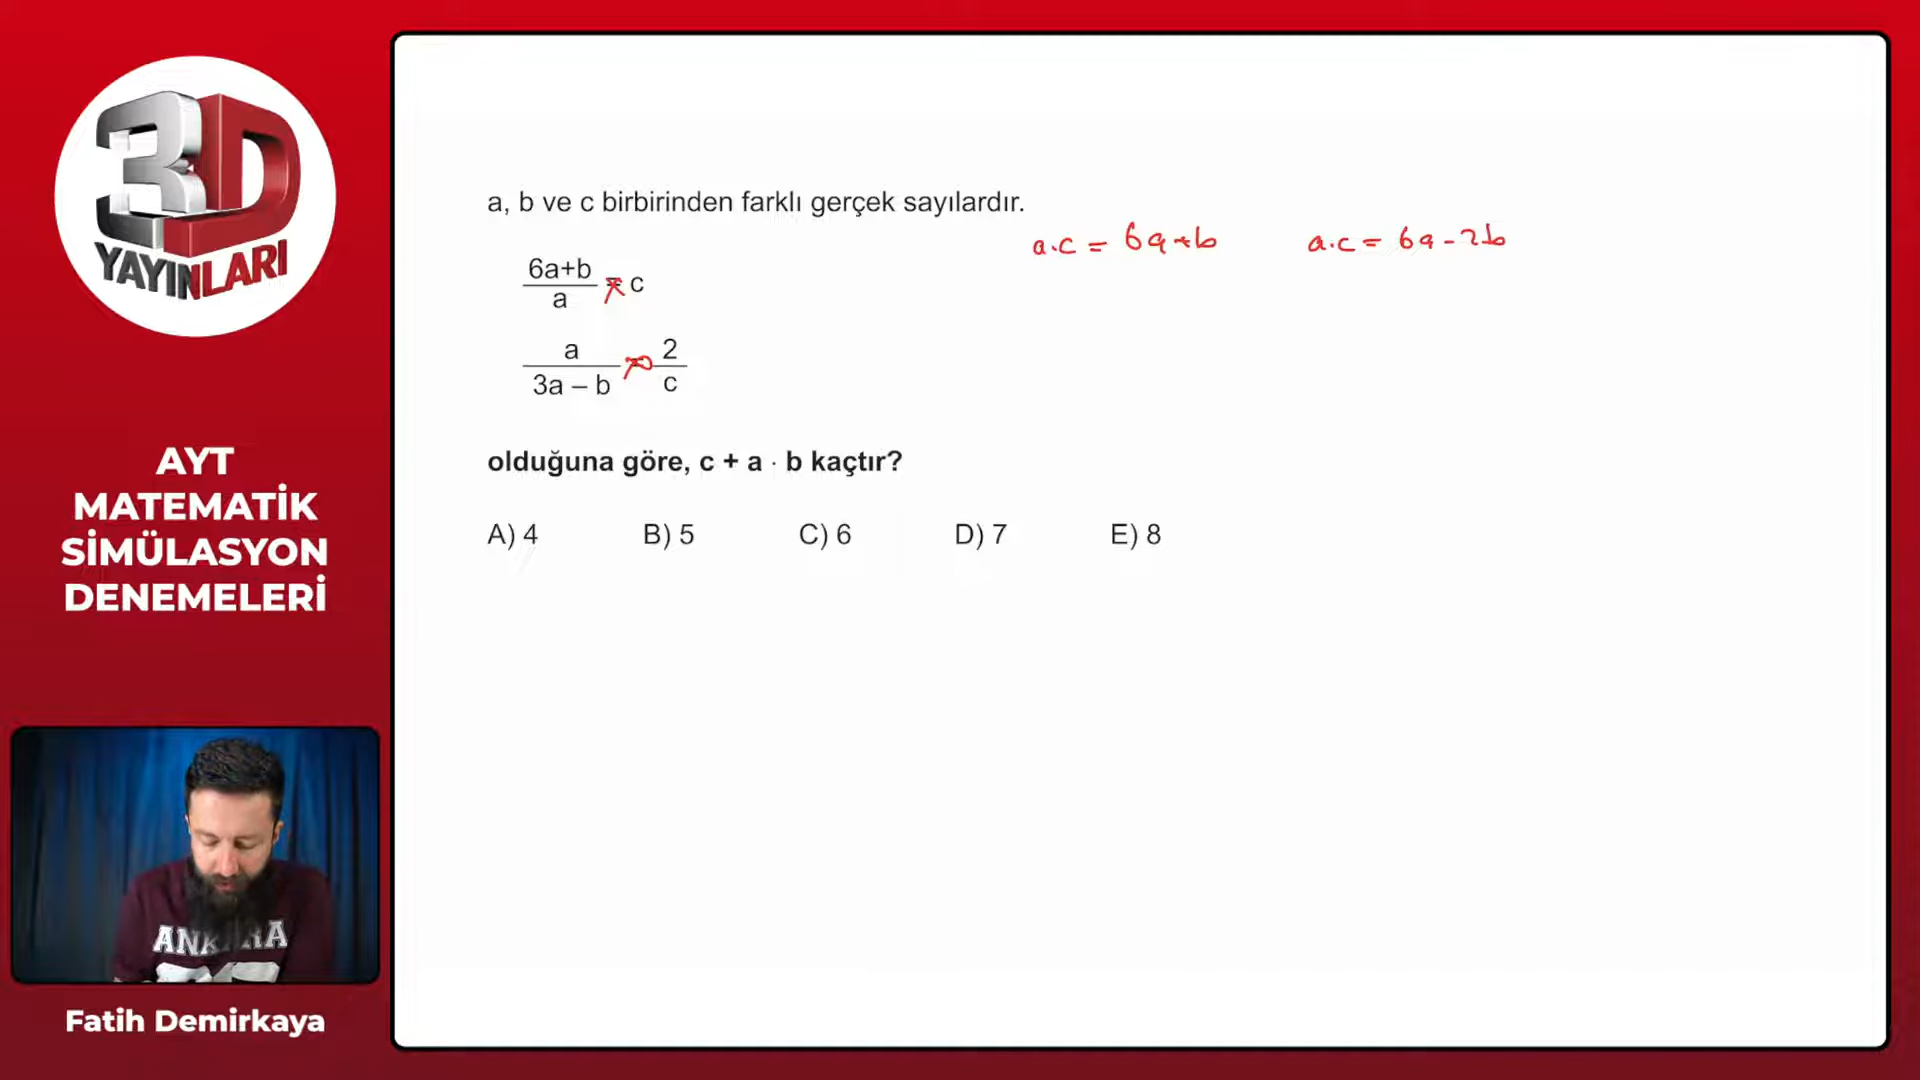 3D
YAYINLARI
AYT
MATEMATİK
SİMÜLASYON
DENEMELERİ
ANKARA
Fatih Demirkaya
a, b ve c birbirinden farklı gerçek sayılardır.
a.c = 6a+b a.c = 6a-2b
6a+b/a = c
a/3a – b = 2/c
olduğuna göre, c + a · b kaçtır?
A) 4 B) 5 C) 6 D) 7 E) 8